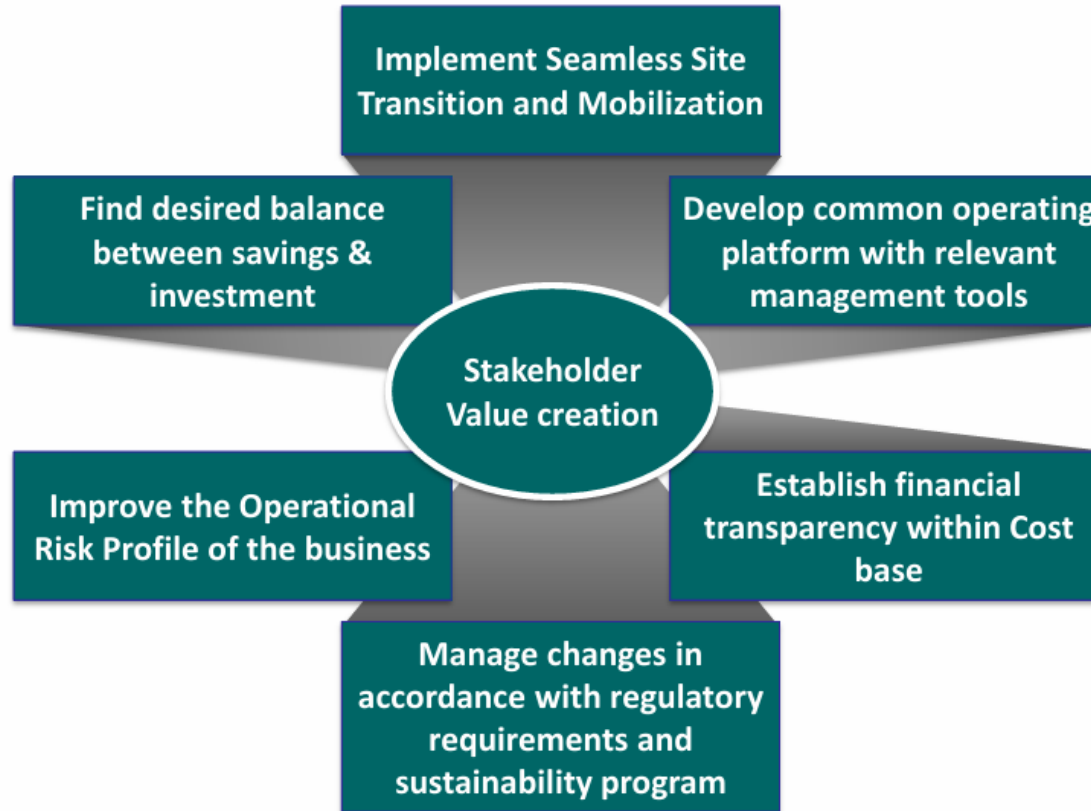 Implement Seamless Site
Transition and Mobilization
Find desired balance
between savings &
investment
Develop common operating
platform with relevant
management tools
Stakeholder
Value creation
Improve the Operational
Risk Profile of the business
Establish financial
transparency within Cost
base
Manage changes in
accordance with regulatory
requirements and
sustainability program